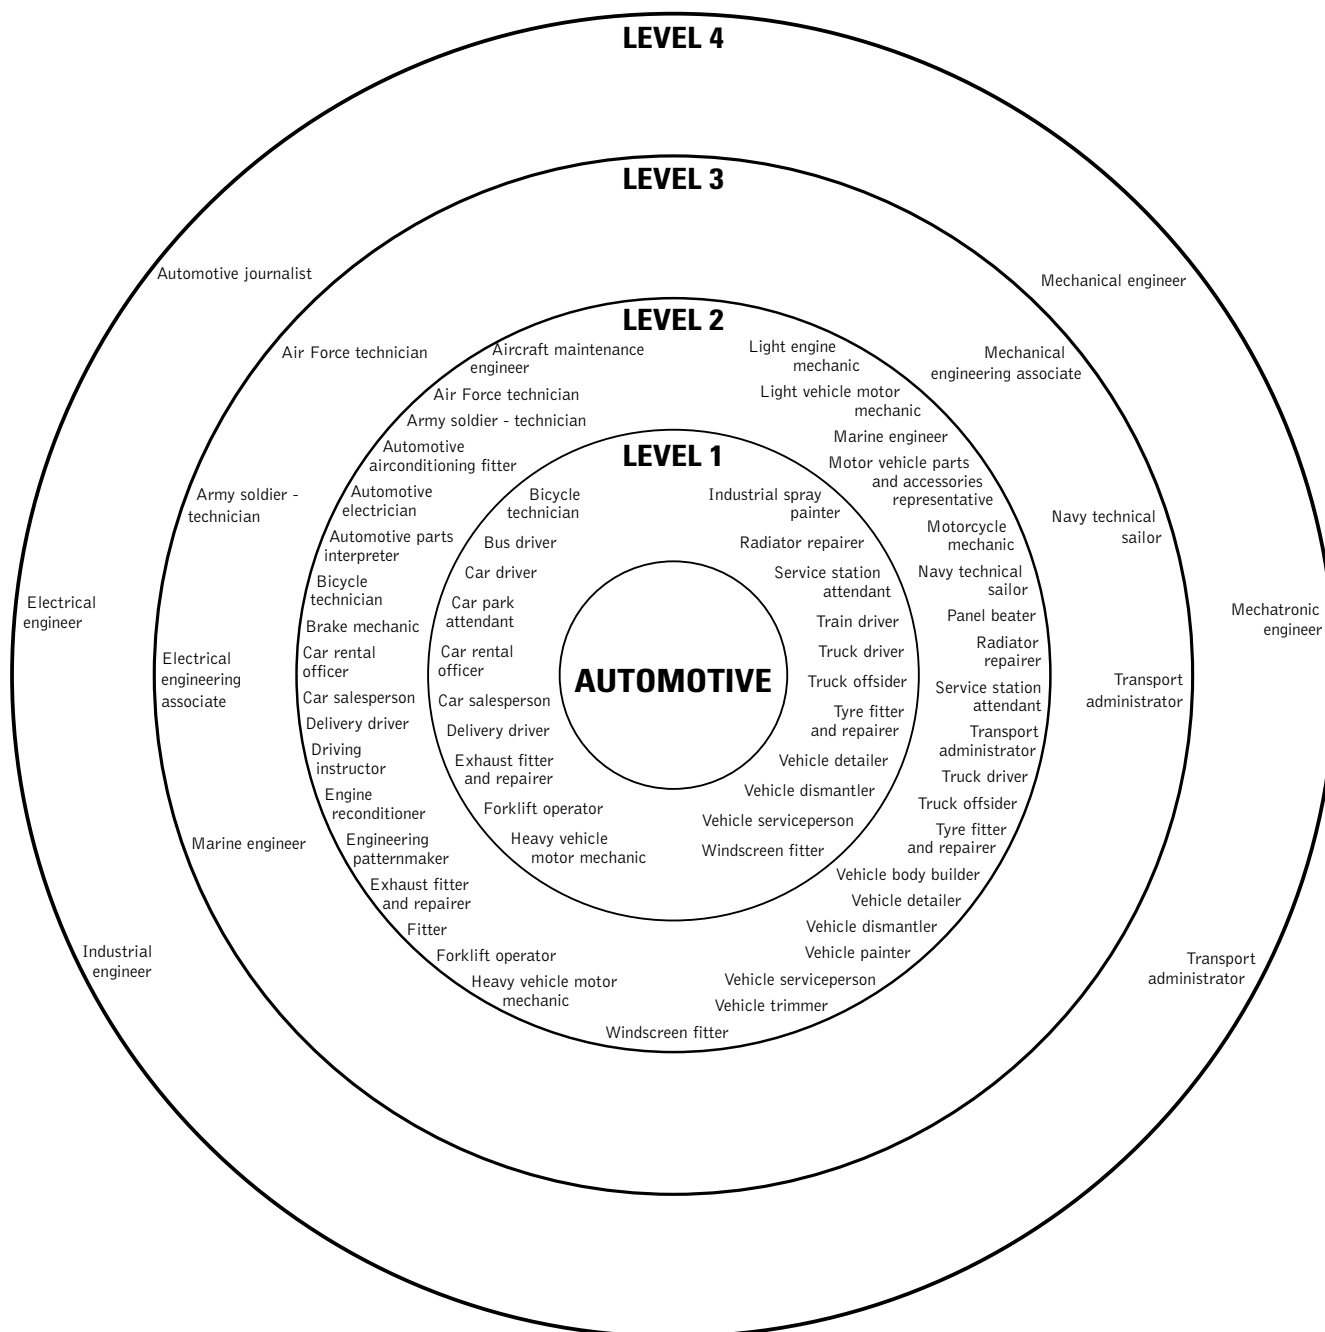 LEVEL 4
Automotive journalist
Electrical
engineer
Industrial
engineer
Mechanical engineer
Mechatronic
engineer
Transport
administrator
LEVEL 3
Air Force technician
Army soldier -
technician
Electrical
engineering
associate
Marine engineer
Mechanical
engineering associate
Navy technical
sailor
Transport
administrator
LEVEL 2
Aircraft maintenance
engineer
Air Force technician
Army soldier - technician
Automotive
airconditioning fitter
Automotive
electrician
Automotive parts
interpreter
Bicycle
technician
Brake mechanic
Car rental
officer
Car salesperson
Delivery driver
Driving
instructor
Engine
reconditioner
Engineering
patternmaker
Exhaust fitter
and repairer
Fitter
Forklift operator
Heavy vehicle motor
mechanic
Light engine
mechanic
Light vehicle motor
mechanic
Marine engineer
Motor vehicle parts
and accessories
representative
Motorcycle
mechanic
Navy technical
sailor
Panel beater
Radiator
repairer
Service station
attendant
Transport
administrator
Truck driver
Truck offsider
Tyre fitter
and repairer
Vehicle body builder
Vehicle detailer
Vehicle dismantler
Vehicle painter
Vehicle serviceperson
Vehicle trimmer
Windscreen fitter
LEVEL 1
Bicycle
technician
Bus driver
Car driver
Car park
attendant
Car rental
officer
Car salesperson
Delivery driver
Exhaust fitter
and repairer
Forklift operator
Heavy vehicle
motor mechanic
Industrial spray
painter
Radiator repairer
Service station
attendant
Train driver
Truck driver
Truck offsider
Tyre fitter
and repairer
Vehicle detailer
Vehicle dismantler
Vehicle serviceperson
Windscreen fitter
AUTOMOTIVE